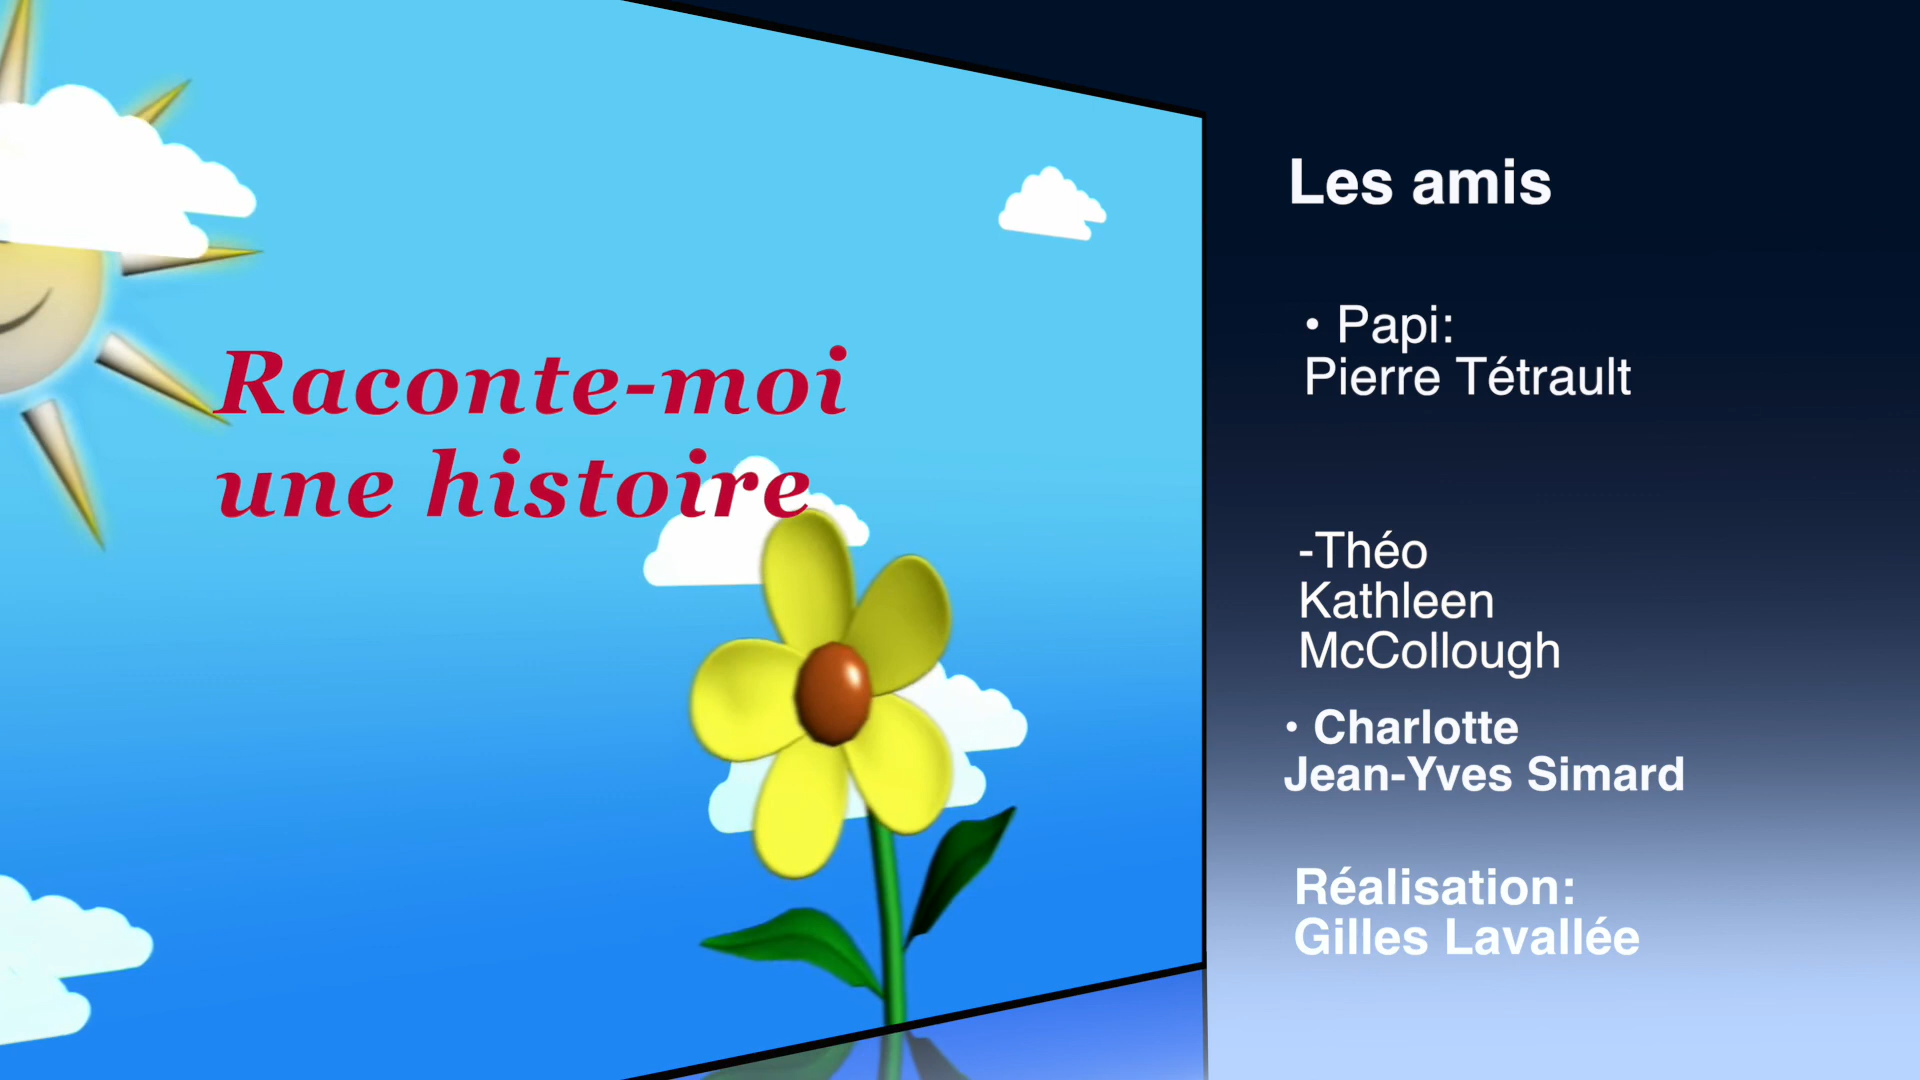 Raconte-moi
une histoire
Les amis
• Papi:
Pierre Tétrault
-Théo
Kathleen
McCollough
• Charlotte
Jean-Yves Simard
Réalisation:
Gilles Lavallée